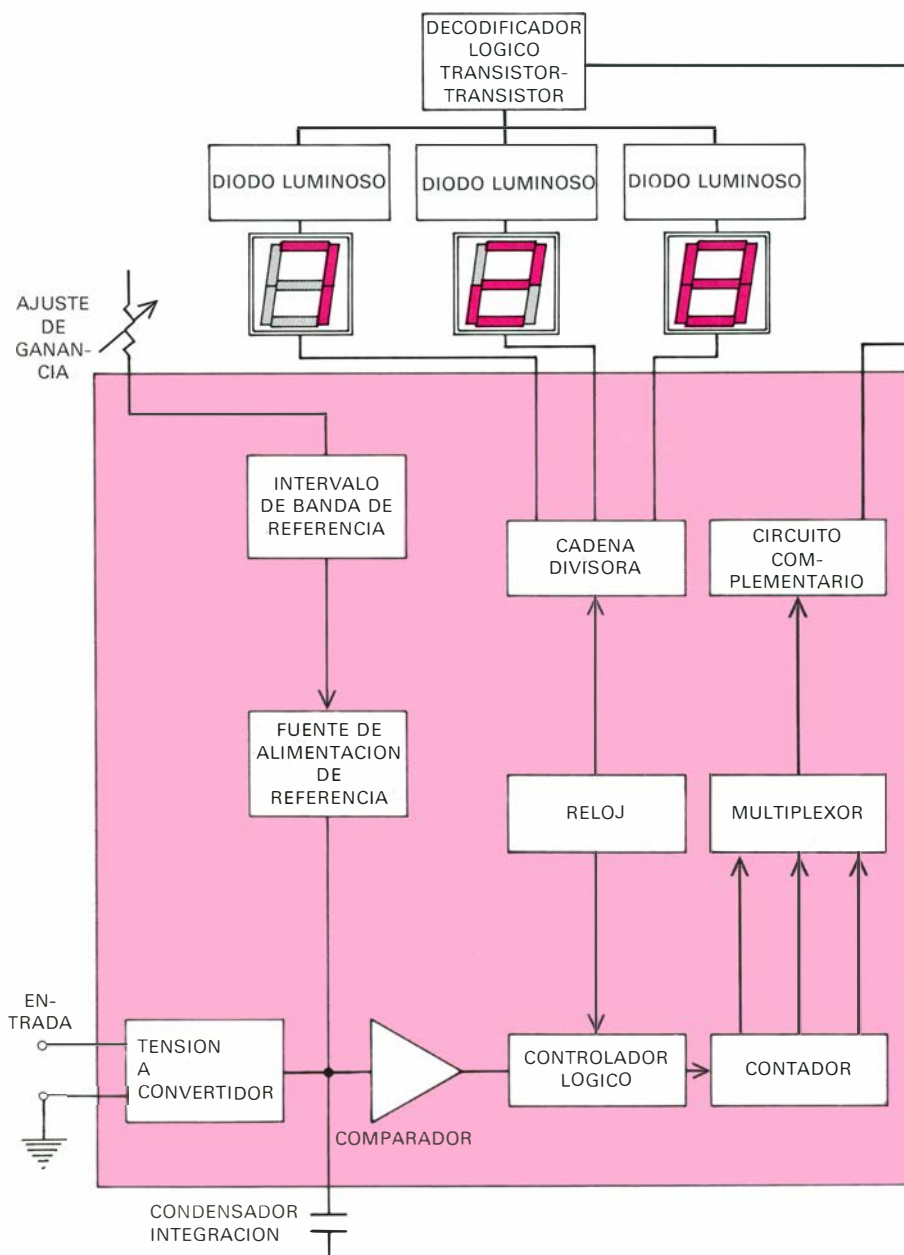 DECODIFICADOR
LOGICO
TRANSISTOR-
TRANSISTOR
DIODO LUMINOSO
DIODO LUMINOSO
DIODO LUMINOSO
720
AJUSTE
DE
GANAN-
CIA
INTERVALO
DE BANDA DE
REFERENCIA
CADENA
DIVISORA
CIRCUITO
COM-
PLEMENTARIO
FUENTE DE
ALIMENTACION
DE
REFERENCIA
RELOJ
MULTIPLEXOR
EN-
TRADA
TENSION
A
CONVERTIDOR
COMPARADOR
CONTROLADOR
LOGICO
CONTADOR
CONDENSADOR
INTEGRACION